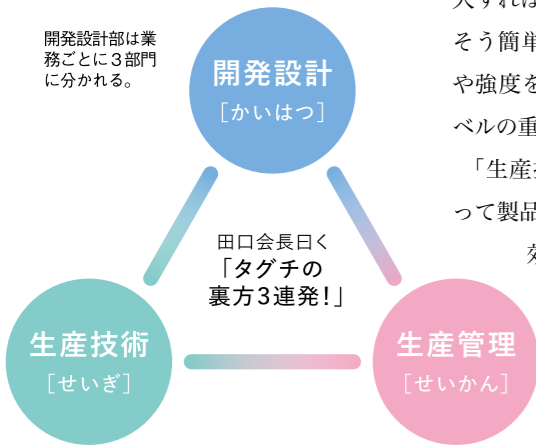 開発設計部は業
務ごとに3部門
に分かれる。
開発設計
［かいはつ］
田口会長曰く
「タグチの
裏方3連発！」
生産技術
［せいぎ］
生産管理
［せいかん］
そう簡単
や強度を
ベルの重
「生産
って製品